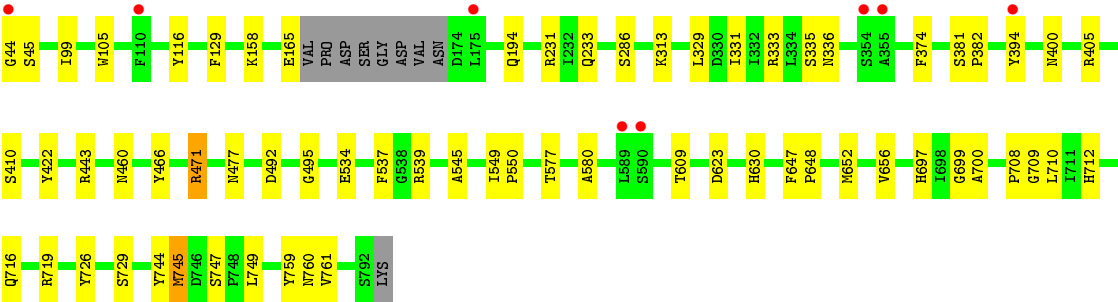 G44 S45 I99 W105 F110 Y116 F129 K158 E165 VAL PRO ASP SER GLY ASP VAL ASN D174 L175 Q194 R231 I232 Q233 S286 K313 L329 D330 I331 I332 R333 L334 S335 N336 S354 A355 F374 S381 P382 Y394 N400 R405
S410 Y422 R443 N460 Y466 R471 N477 D492 G495 E534 F537 G538 R539 A545 I549 P550 T577 A580 L589 S590 T609 D623 H630 F647 P648 M652 V656 H697 I698 G699 A700 P708 G709 L710 I711 H712
Q716 R719 Y726 S729 Y744 M745 D746 S747 P748 L749 Y759 N760 V761 S792 LYS